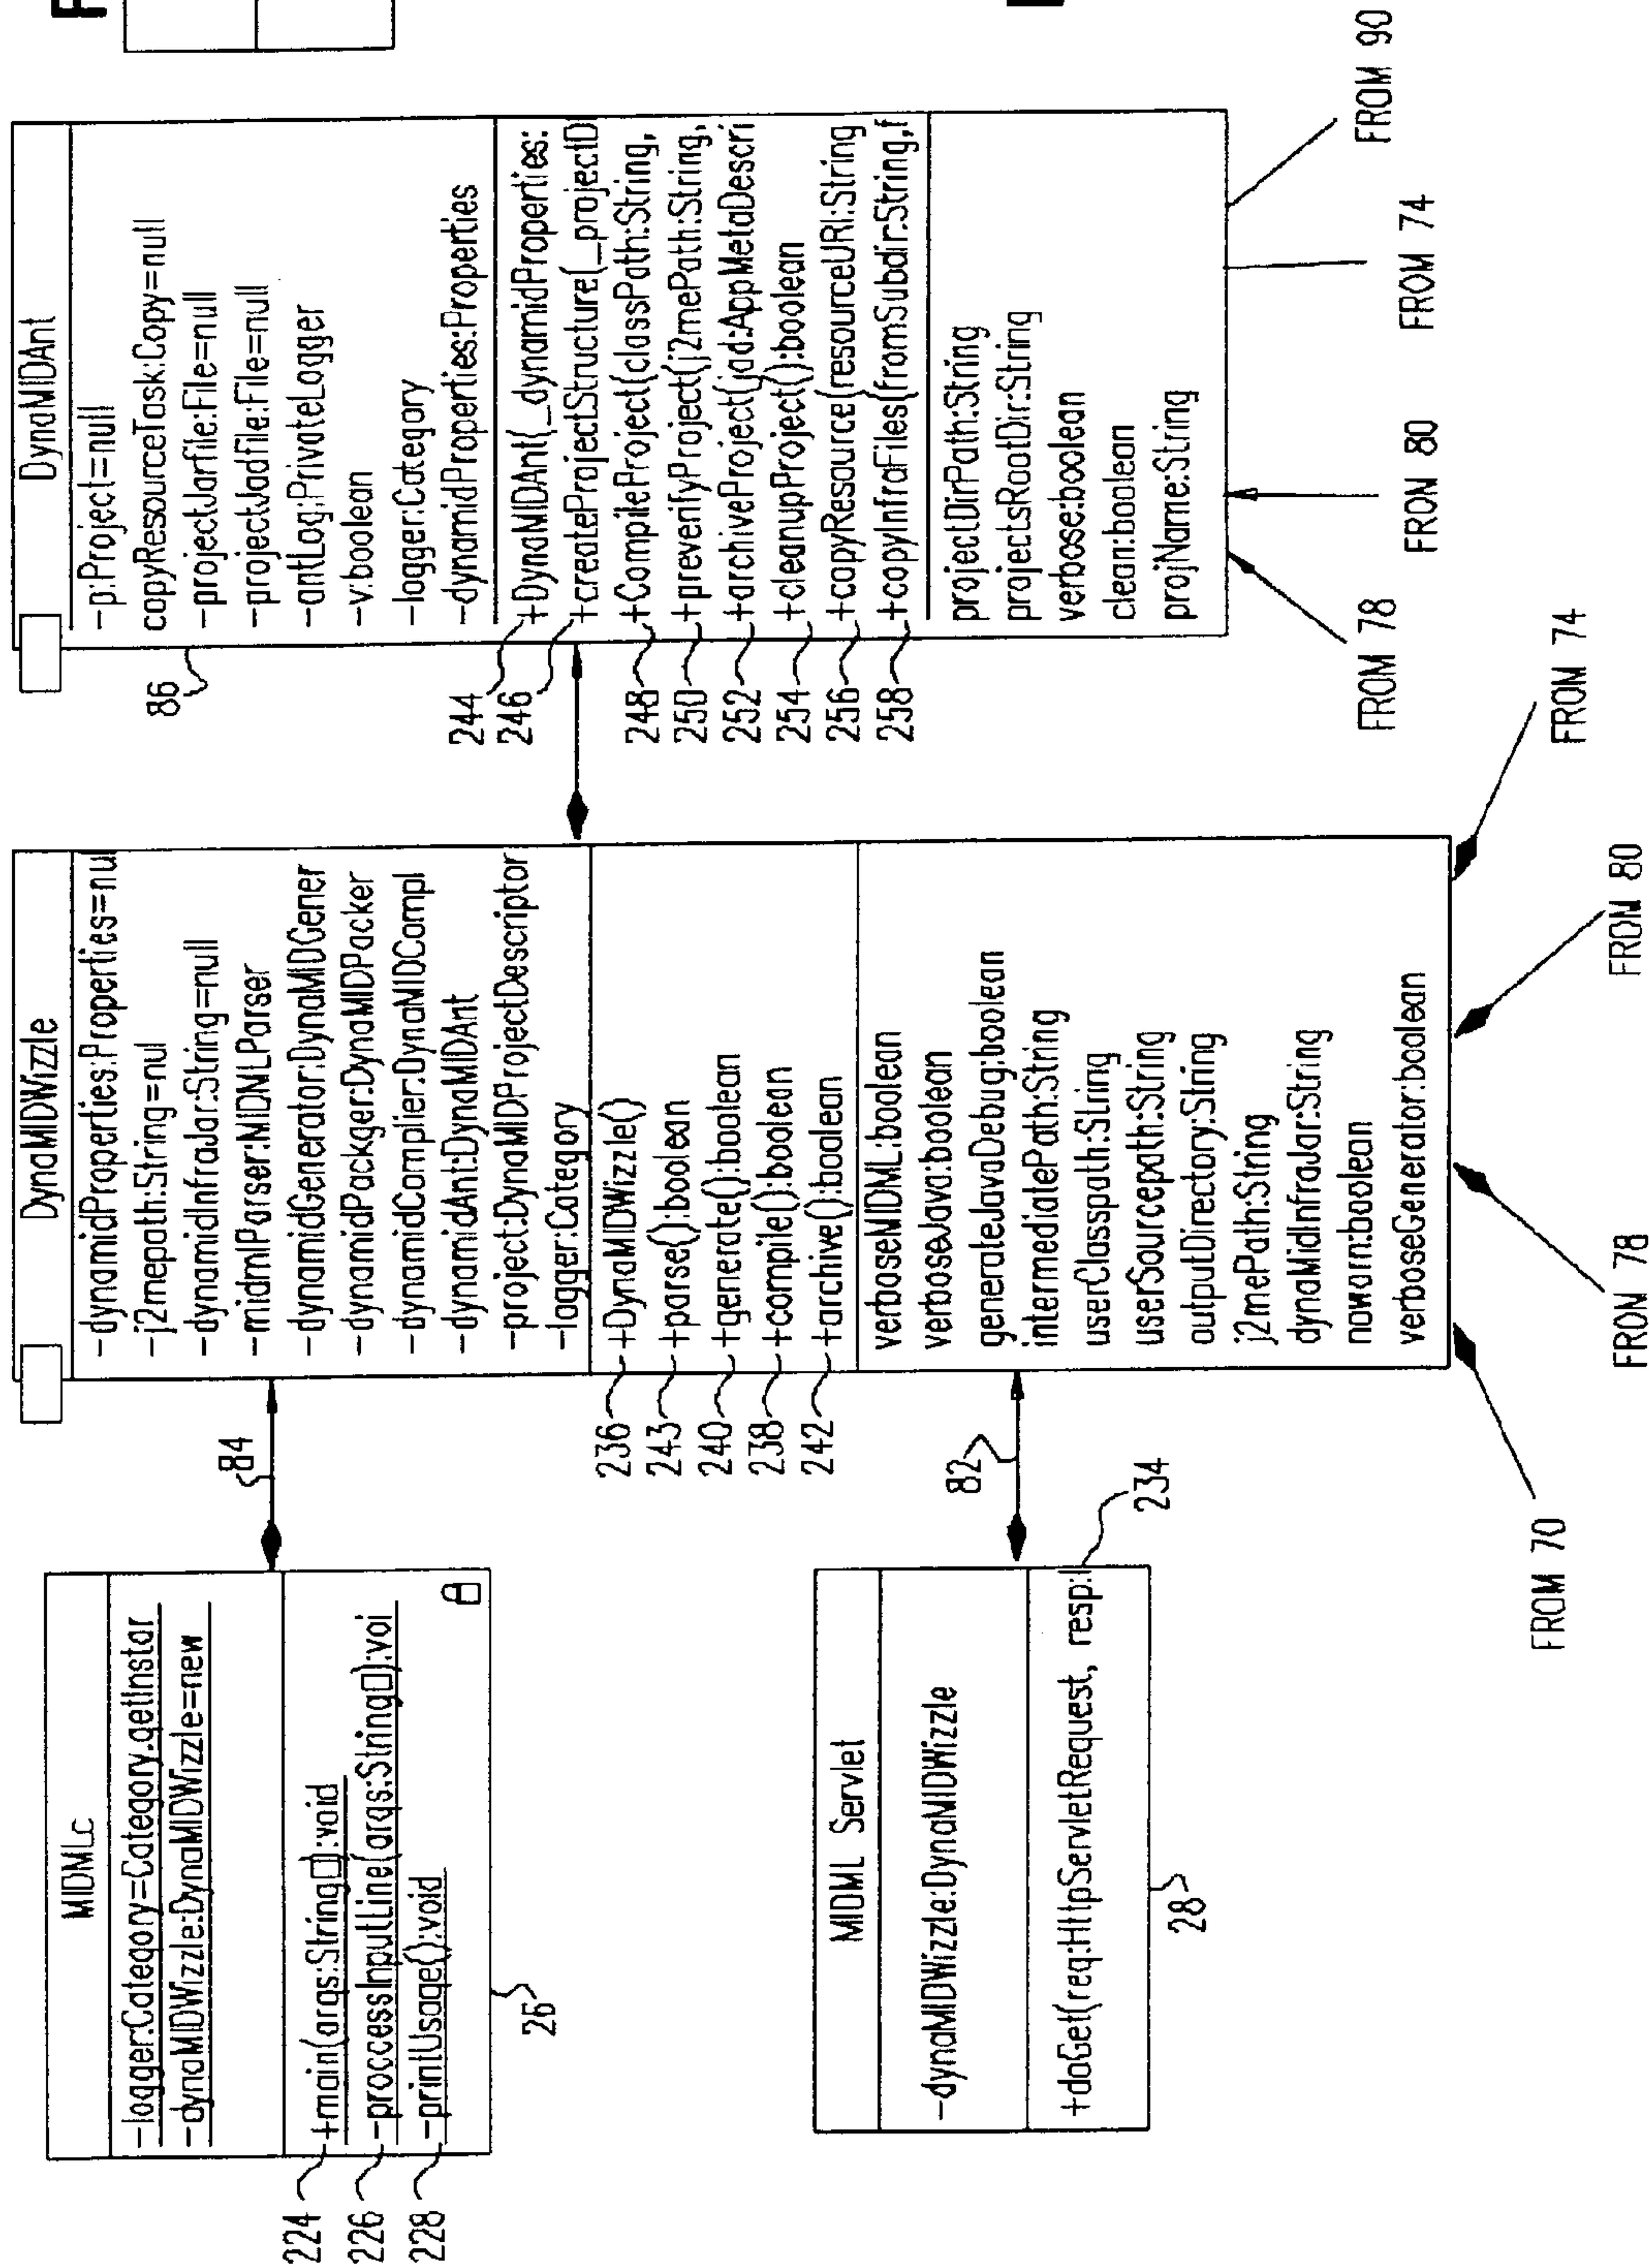 MIDMLc
-logger:Category=Category.getInstar
-dynaMIDWizzle:DynaMIDWizzle=new
224 +main(args:String[]):void
226 -proccessInputLine(args:String[]):voi
228 -printUsage():void
26
84
MIDML Servlet
-dynaMIDWizzle:DynaMIDWizzle
+doGet(req:HttpServletRequest, resp:
234
28
82
DynaMIDWizzle
-dynamidProperties:Properties=nul
-j2mepath:String=nul
-dynamidInfraJar:String=null
-midmlParser:MIDNLParser
-dynamidGenerator:DynaMIDGener
-dynamidPackger:DynaMIDPacker
-dynamidComplier:DynaMIDCompl
-dynamidAnt:DynaMIDAnt
-project:DynaMIDProjectDescriptor
-logger:Category
236 +DynaMIDWizzle()
243 +parse():boolean
240 +generate():boolean
238 +compile():boolean
242 +archive():boolean
verboseMIDML:boolean
verboseJava:boolean
generateJavaDebug:boolean
intermediatePath:String
userClasspath:String
userSourcepath:String
outputDirectory:String
j2mePath:String
dynaMidInfraJar:String
nowarn:boolean
verboseGenerator:boolean
FROM 70
FRON 78
FRON 80
FROM 74
DynaMIDAnt
-p:Project=null
copyResourceTask:Copy=null
-projectJarfile:File=null
-projectJadfile:File=null
-antLog:PrivateLogger
-v:boolean
-logger:Category
-dynamidProperties:Properties
86
244 +DynaMIDAnt(_dynamidProperties:
246 +createProjectStructure(_projectD
248 +CompileProject(classPath:String,
250 +preverifyProject(j2mePath:String,
252 +archiveProject(jad:AppMetaDescri
254 +cleanupProject():boolean
256 +copyResource(resourceURI:String
258 +copyInfraFiles(fromSubdir:String,f
projectDirPath:String
projectsRootDir:String
verbose:boolean
clean:boolean
projName:String
FROM 78
FRON 80
FROM 74
FROM 90